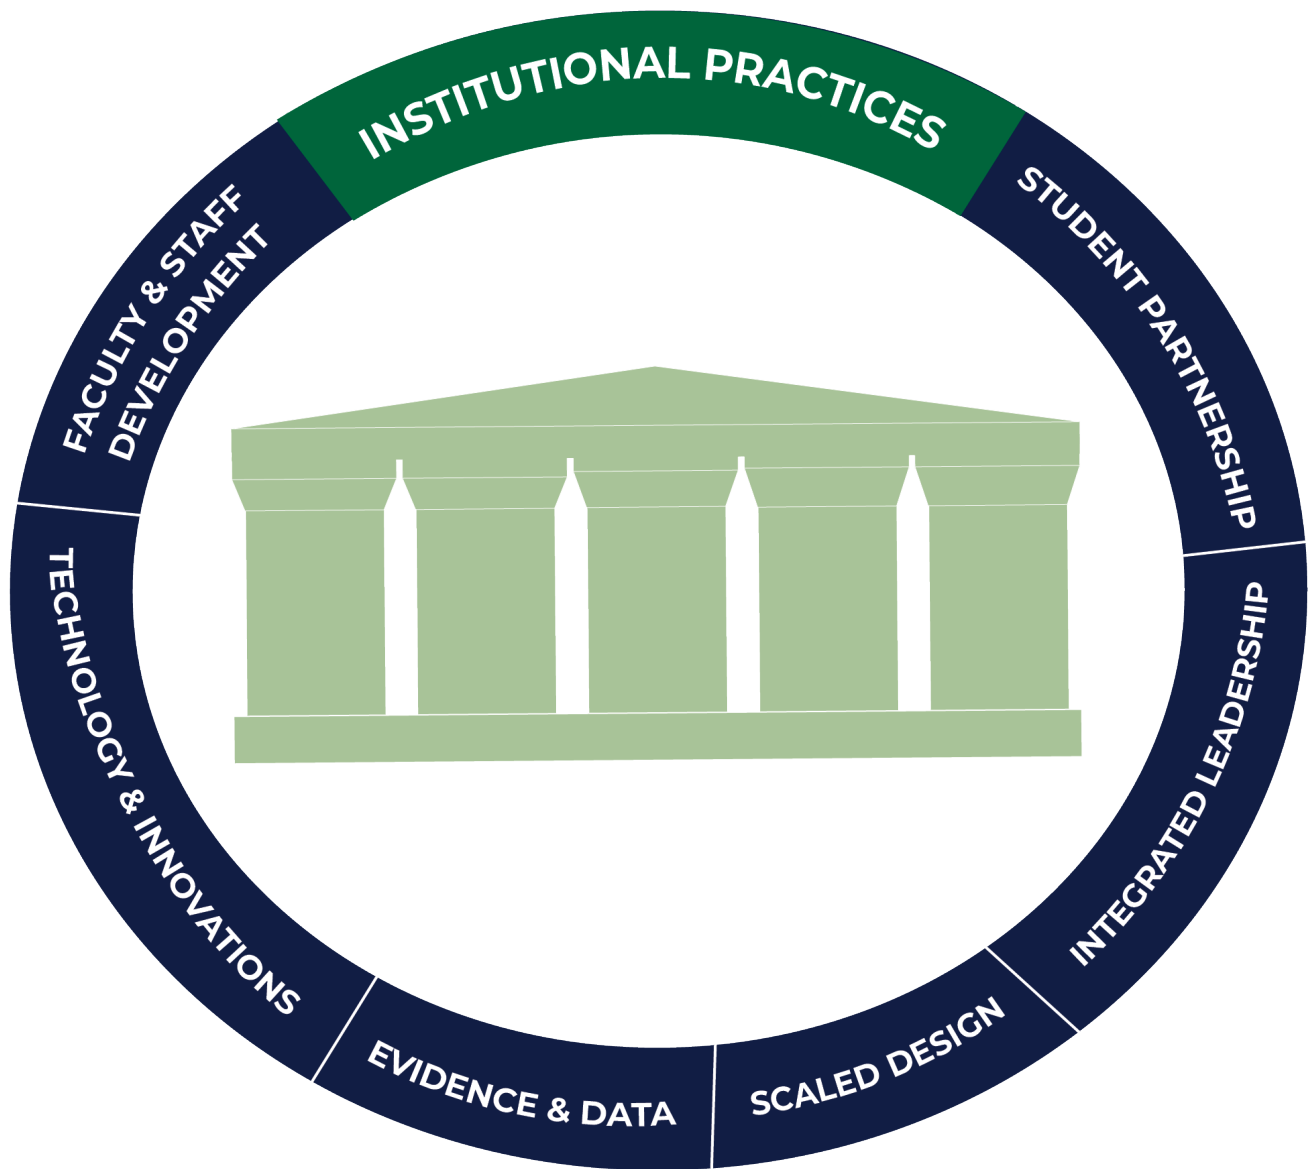 INSTITUTIONAL PRACTICES
STUDENT PARTNERSHIP
INTEGRATED LEADERSHIP
SCALED DESIGN
EVIDENCE & DATA
TECHNOLOGY & INNOVATIONS
FACULTY & STAFF
DEVELOPMENT